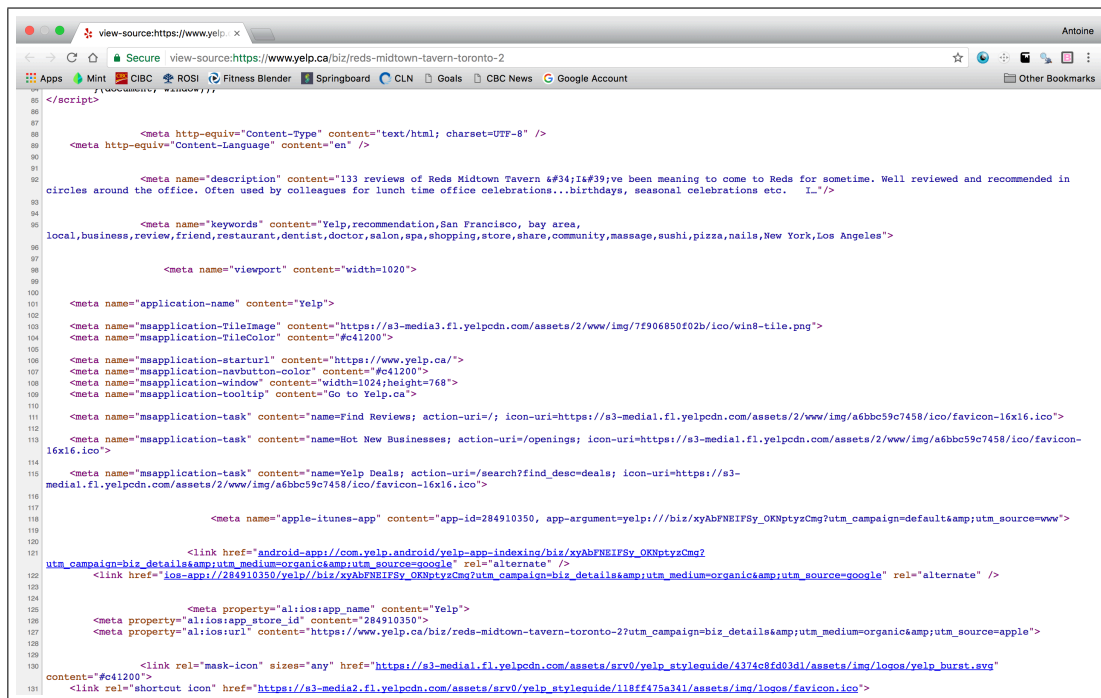 view-source:https://www.yelp.c ×
Antoine
Secure view-source:https://www.yelp.ca/biz/reds-midtown-tavern-toronto-2
Apps Mint CIBC ROSI Fitness Blender Springboard CLN Goals CBC News Google Account Other Bookmarks
84 }(document, window));
85 </script>
86
87
88 <meta http-equiv="Content-Type" content="text/html; charset=UTF-8" />
89 <meta http-equiv="Content-Language" content="en" />
90
91
92 <meta name="description" content="133 reviews of Reds Midtown Tavern &#34;I&#39;ve been meaning to come to Reds for sometime. Well reviewed and recommended in
circles around the office. Often used by colleagues for lunch time office celebrations...birthdays, seasonal celebrations etc. I…"/>
93
94
95 <meta name="keywords" content="Yelp,recommendation,San Francisco, bay area,
local,business,review,friend,restaurant,dentist,doctor,salon,spa,shopping,store,share,community,massage,sushi,pizza,nails,New York,Los Angeles">
96
97
98 <meta name="viewport" content="width=1020">
99
100
101 <meta name="application-name" content="Yelp">
102
103 <meta name="msapplication-TileImage" content="https://s3-media3.fl.yelpcdn.com/assets/2/www/img/7f906850f02b/ico/win8-tile.png">
104 <meta name="msapplication-TileColor" content="#c41200">
105
106 <meta name="msapplication-starturl" content="https://www.yelp.ca/">
107 <meta name="msapplication-navbutton-color" content="#c41200">
108 <meta name="msapplication-window" content="width=1024;height=768">
109 <meta name="msapplication-tooltip" content="Go to Yelp.ca">
110
111 <meta name="msapplication-task" content="name=Find Reviews; action-uri=/; icon-uri=https://s3-media1.fl.yelpcdn.com/assets/2/www/img/a6bbc59c7458/ico/favicon-16x16.ico">
112
113 <meta name="msapplication-task" content="name=Hot New Businesses; action-uri=/openings; icon-uri=https://s3-media1.fl.yelpcdn.com/assets/2/www/img/a6bbc59c7458/ico/favicon-
16x16.ico">
114
115 <meta name="msapplication-task" content="name=Yelp Deals; action-uri=/search?find_desc=deals; icon-uri=https://s3-
media1.fl.yelpcdn.com/assets/2/www/img/a6bbc59c7458/ico/favicon-16x16.ico">
116
117
118 <meta name="apple-itunes-app" content="app-id=284910350, app-argument=yelp:///biz/xyAbFNEIFSy_OKNptyzCmg?utm_campaign=default&amp;utm_source=www">
119
120
121 <link href="android-app://com.yelp.android/yelp-app-indexing/biz/xyAbFNEIFSy_OKNptyzCmg?
utm_campaign=biz_details&amp;utm_medium=organic&amp;utm_source=google" rel="alternate" />
122 <link href="ios-app://284910350/yelp//biz/xyAbFNEIFSy_OKNptyzCmg?utm_campaign=biz_details&amp;utm_medium=organic&amp;utm_source=google" rel="alternate" />
123
124
125 <meta property="al:ios:app_name" content="Yelp">
126 <meta property="al:ios:app_store_id" content="284910350">
127 <meta property="al:ios:url" content="https://www.yelp.ca/biz/reds-midtown-tavern-toronto-2?utm_campaign=biz_details&amp;utm_medium=organic&amp;utm_source=apple">
128
129
130 <link rel="mask-icon" sizes="any" href="https://s3-media1.fl.yelpcdn.com/assets/srv0/yelp_styleguide/4374c8fd03d1/assets/img/logos/yelp_burst.svg"
content="#c41200">
131 <link rel="shortcut icon" href="https://s3-media2.fl.yelpcdn.com/assets/srv0/yelp_styleguide/118ff475a341/assets/img/logos/favicon.ico">